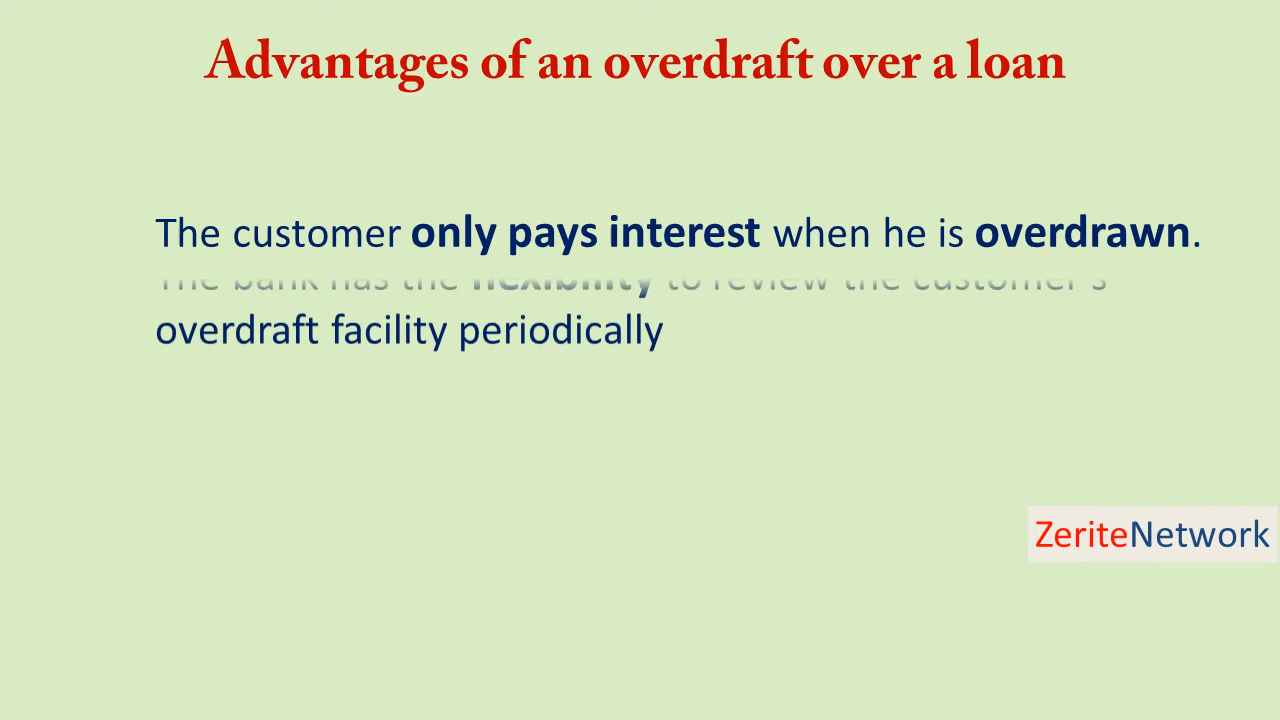 Advantages of an overdraft over a loan
The customer only pays interest when he is overdrawn.
The bank has the flexibility to review the customer's
overdraft facility periodically
ZeriteNetwork